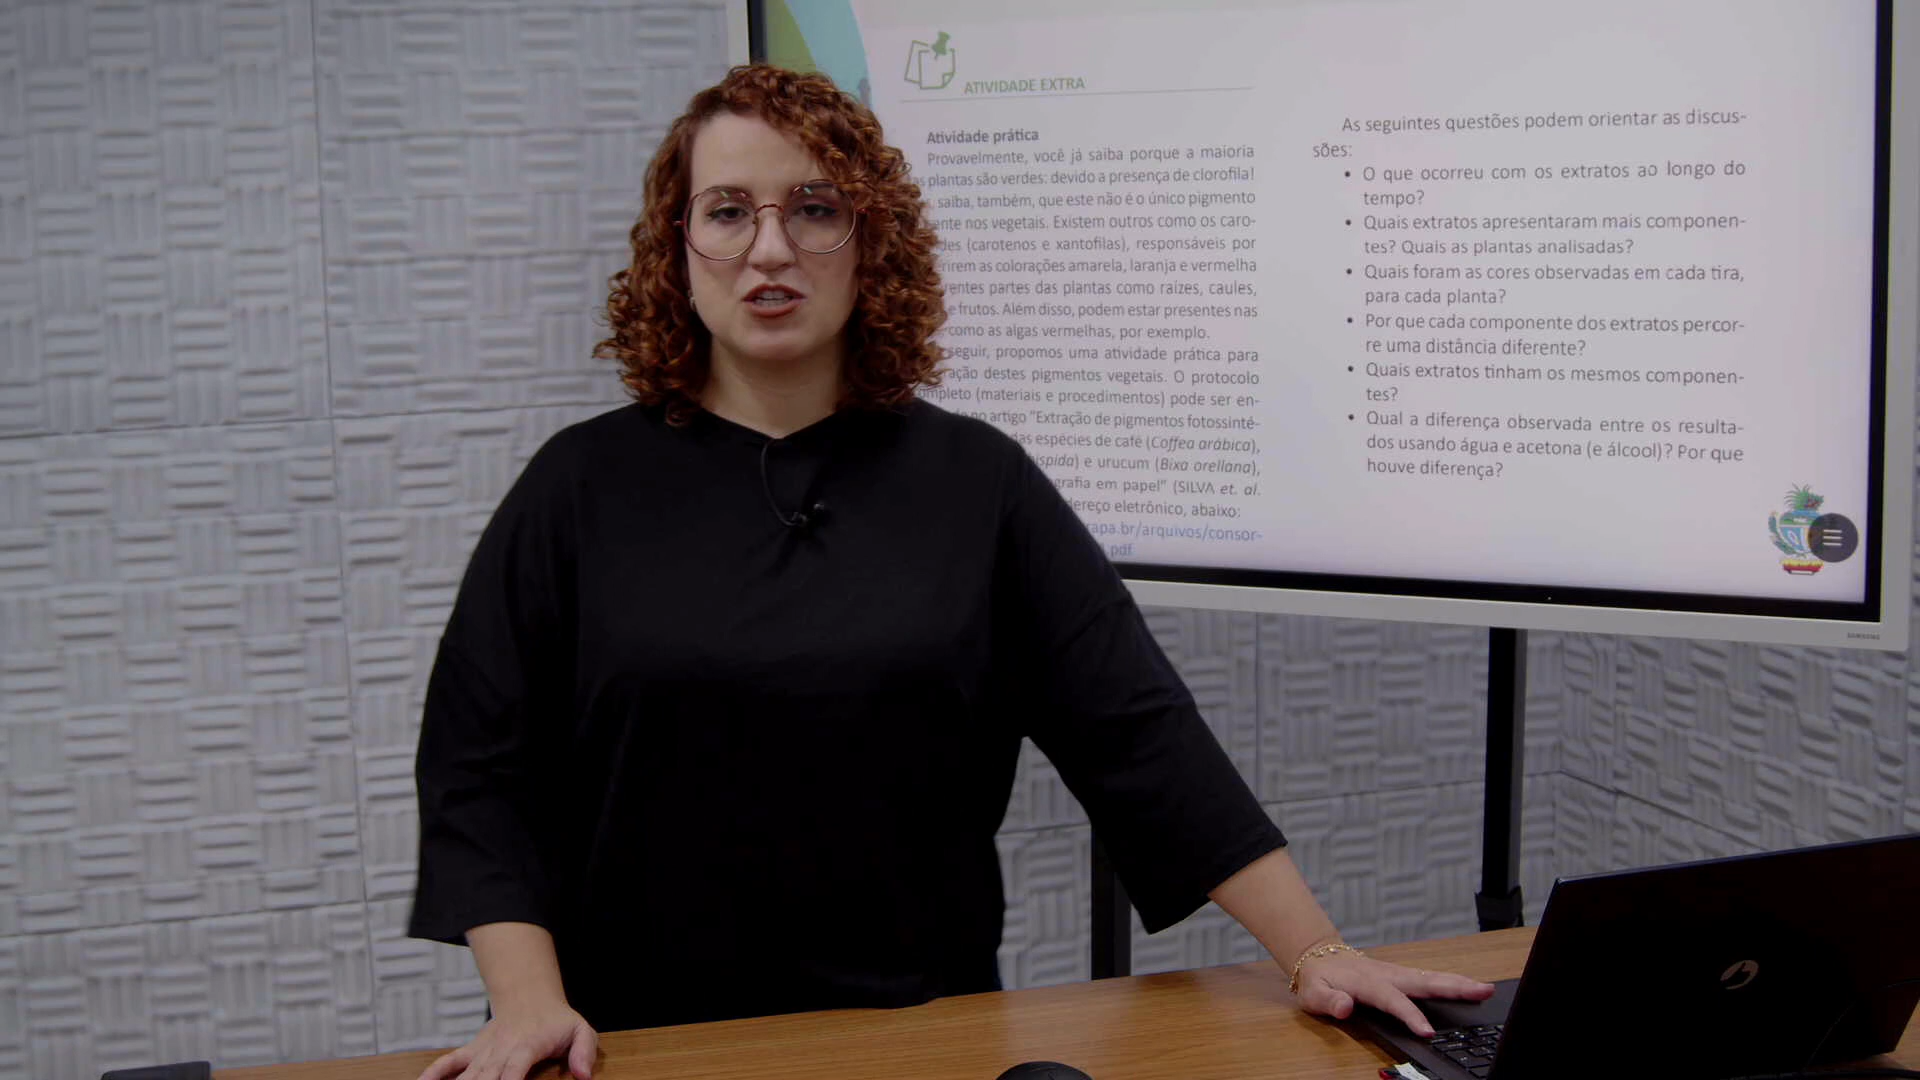 ATIVIDADE EXTRA
Atividade prática
Provavelmente, você já saiba porque a maioria
plantas são verdes: devido a presença de clorofila!
saiba, também, que este não é o único pigmento
nos vegetais. Existem outros como os caro-
(carotenos e xantofilas), responsáveis por
as colorações amarela, laranja e vermelha
partes das plantas como raízes, caules,
e frutos. Além disso, podem estar presentes nas
como as algas vermelhas, por exemplo.
seguir, propomos uma atividade prática para
destes pigmentos vegetais. O protocolo
(materiais e procedimentos) pode ser en-
no artigo "Extração de pigmentos fotossinté-
das espécies de café (Coffea arábica),
e urucum (Bixa orellana),
em papel" (SILVA et. al.
eletrônico, abaixo:
rapa.br/arquivos/consor-
.pdf
As seguintes questões podem orientar as discus-
sões:
• O que ocorreu com os extratos ao longo do
tempo?
• Quais extratos apresentaram mais componen-
tes? Quais as plantas analisadas?
• Quais foram as cores observadas em cada tira,
para cada planta?
• Por que cada componente dos extratos percor-
re uma distância diferente?
• Quais extratos tinham os mesmos componen-
tes?
• Qual a diferença observada entre os resulta-
dos usando água e acetona (e álcool)? Por que
houve diferença?
SAMSUNG